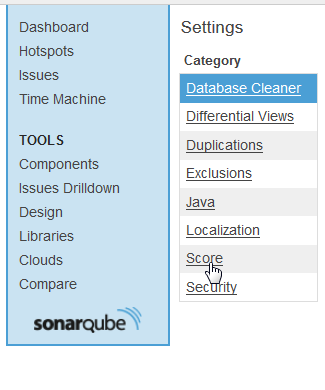 Dashboard
Hotspots
Issues
Time Machine
TOOLS
Components
Issues Drilldown
Design
Libraries
Clouds
Compare
sonarqube
Settings
Category
Database Cleaner
Differential Views
Duplications
Exclusions
Java
Localization
Score
Security